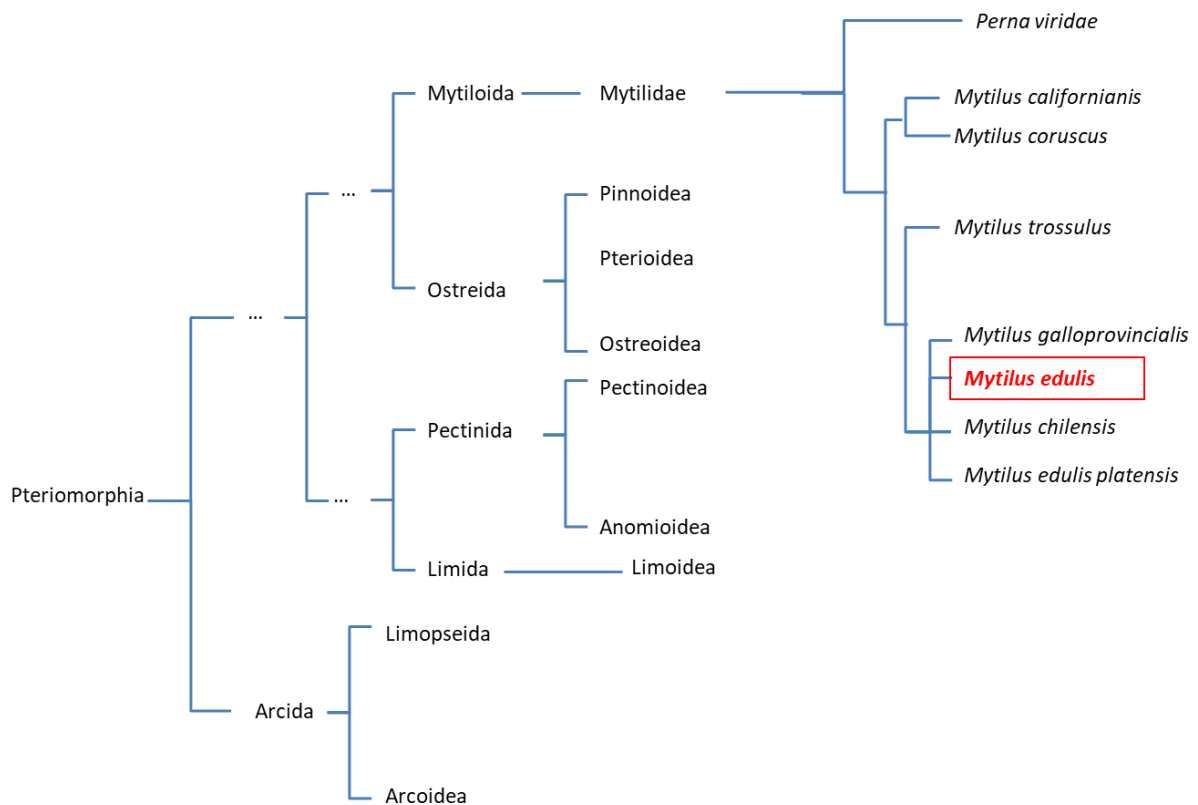 Perna viridae
Mytiloida
Mytilidae
Mytilus californianis
Mytilus coruscus
...
Pinnoidea
Mytilus trossulus
Pterioidea
Ostreida
...
Mytilus galloprovincialis
Ostreoidea
Mytilus edulis
Pectinoidea
Pectinida
Mytilus chilensis
Mytilus edulis platensis
Pteriomorphia
...
Anomioidea
Limida
Limoidea
Limopseida
Arcida
Arcoidea